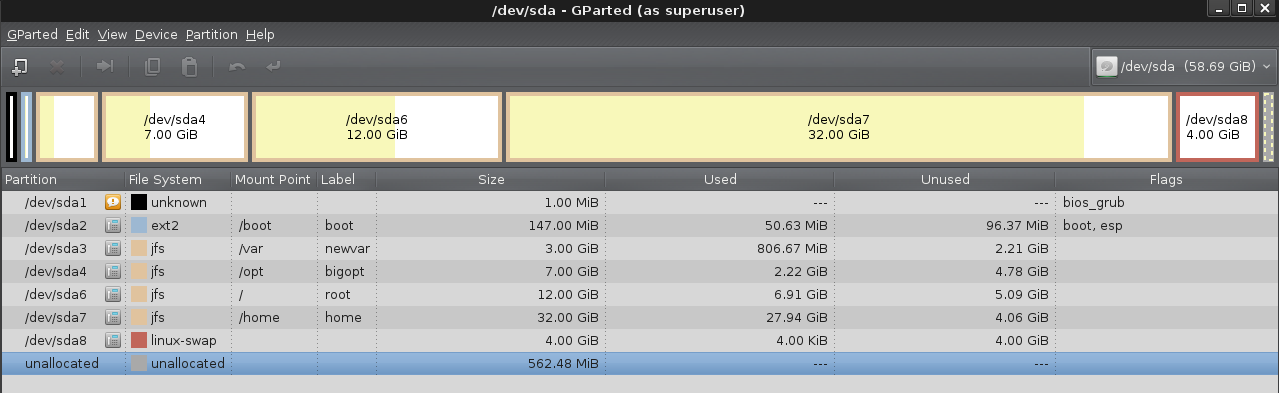 /dev/sda - GParted (as superuser)
GParted Edit View Device Partition Help
/dev/sda (58.69 GiB)
/dev/sda4 /dev/sda6 /dev/sda7 /dev/sda8
7.00 GiB 12.00 GiB 32.00 GiB 4.00 GiB
Partition File System Mount Point Label Size Used Unused Flags
/dev/sda1 unknown 1.00 MiB --- --- bios_grub
/dev/sda2 ext2 /boot boot 147.00 MiB 50.63 MiB 96.37 MiB boot, esp
/dev/sda3 jfs /var newvar 3.00 GiB 806.67 MiB 2.21 GiB
/dev/sda4 jfs /opt bigopt 7.00 GiB 2.22 GiB 4.78 GiB
/dev/sda6 jfs / root 12.00 GiB 6.91 GiB 5.09 GiB
/dev/sda7 jfs /home home 32.00 GiB 27.94 GiB 4.06 GiB
/dev/sda8 linux-swap 4.00 GiB 4.00 KiB 4.00 GiB
unallocated unallocated 562.48 MiB --- ---